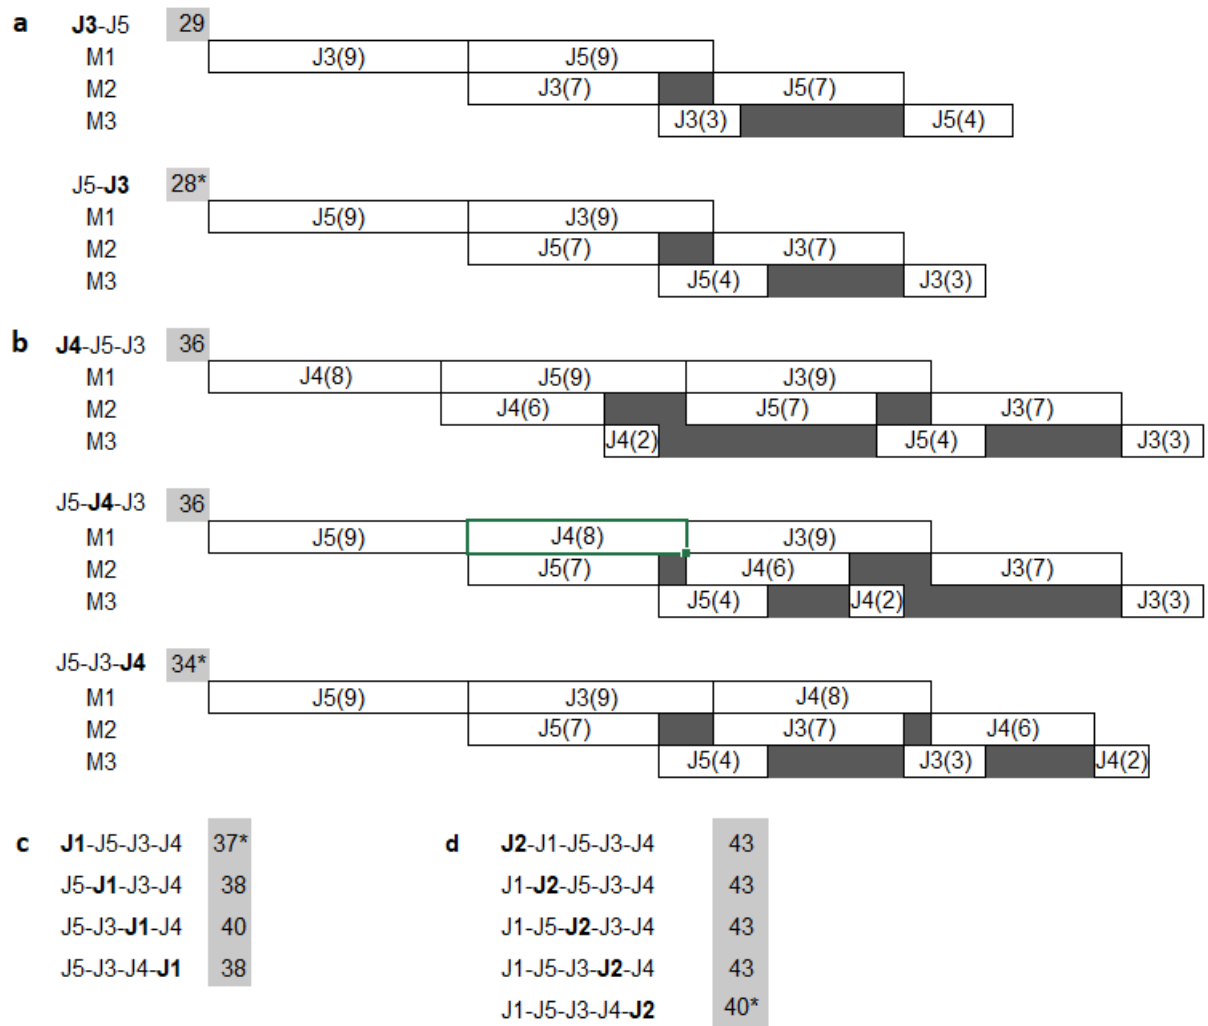 a J3-J5 29
M1 J3(9) J5(9)
M2 J3(7) J5(7)
M3 J3(3) J5(4)
J5-J3 28*
M1 J5(9) J3(9)
M2 J5(7) J3(7)
M3 J5(4) J3(3)
b J4-J5-J3 36
M1 J4(8) J5(9) J3(9)
M2 J4(6) J5(7) J3(7)
M3 J4(2) J5(4) J3(3)
J5-J4-J3 36
M1 J5(9) J4(8) J3(9)
M2 J5(7) J4(6) J3(7)
M3 J5(4) J4(2) J3(3)
J5-J3-J4 34*
M1 J5(9) J3(9) J4(8)
M2 J5(7) J3(7) J4(6)
M3 J5(4) J3(3) J4(2)
c J1-J5-J3-J4 37*
J5-J1-J3-J4 38
J5-J3-J1-J4 40
J5-J3-J4-J1 38
d J2-J1-J5-J3-J4 43
J1-J2-J5-J3-J4 43
J1-J5-J2-J3-J4 43
J1-J5-J3-J2-J4 43
J1-J5-J3-J4-J2 40*